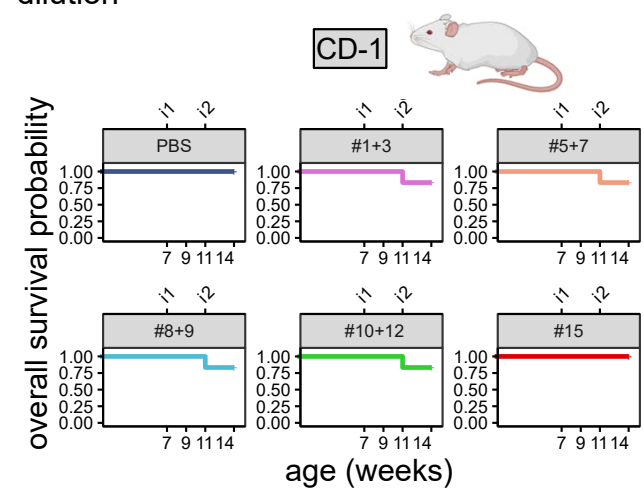 dilution
CD-1
overall survival probability
i1 i2 i1 i2 i1 i2
PBS #1+3 #5+7
1.00 1.00 1.00
0.75 0.75 0.75
0.50 0.50 0.50
0.25 0.25 0.25
0.00 0.00 0.00
7 9 11 14 7 9 11 14 7 9 11 14
i1 i2 i1 i2 i1 i2
#8+9 #10+12 #15
1.00 1.00 1.00
0.75 0.75 0.75
0.50 0.50 0.50
0.25 0.25 0.25
0.00 0.00 0.00
7 9 11 14 7 9 11 14 7 9 11 14
age (weeks)